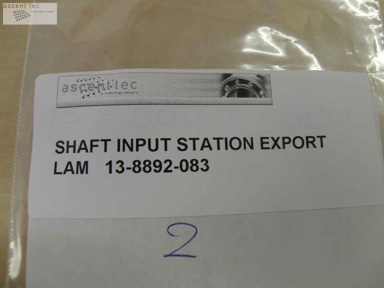 ascent tec
ascent tec
SHAFT INPUT STATION EXPORT
LAM 13-8892-083
2